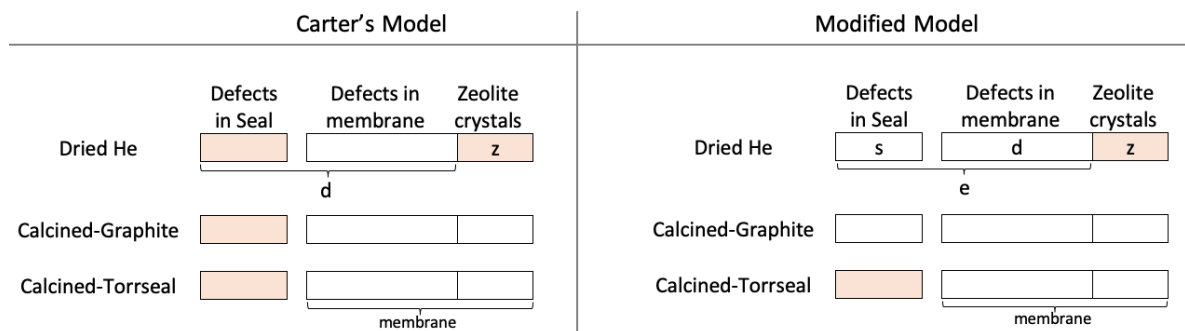 Carter's Model
Modified Model
Defects in Seal
Defects in membrane
Zeolite crystals
Dried He
z
d
Calcined-Graphite
Calcined-Torrseal
membrane
Defects in Seal
Defects in membrane
Zeolite crystals
Dried He
s
d
z
e
Calcined-Graphite
Calcined-Torrseal
membrane